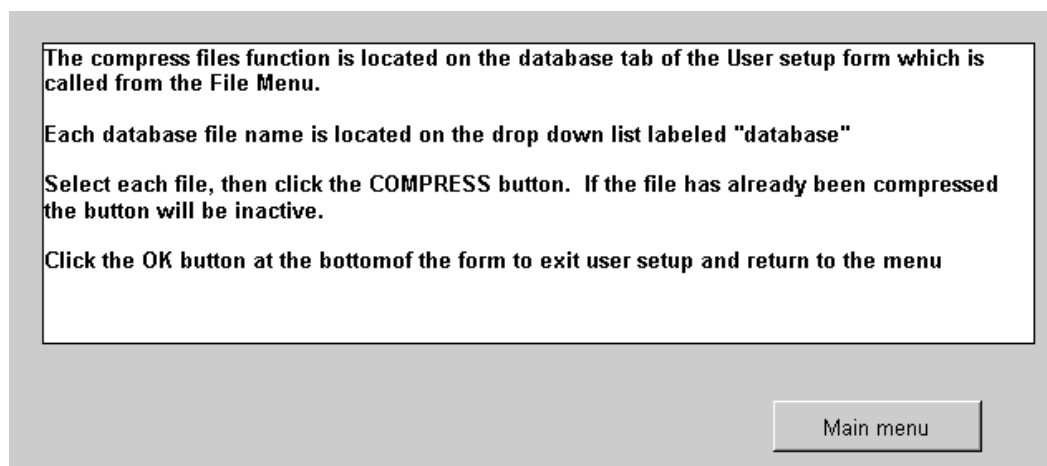 The compress files function is located on the database tab of the User setup form which is
called from the File Menu.
Each database file name is located on the drop down list labeled "database"
Select each file, then click the COMPRESS button.  If the file has already been compressed
the button will be inactive.
Click the OK button at the bottomof the form to exit user setup and return to the menu
Main menu